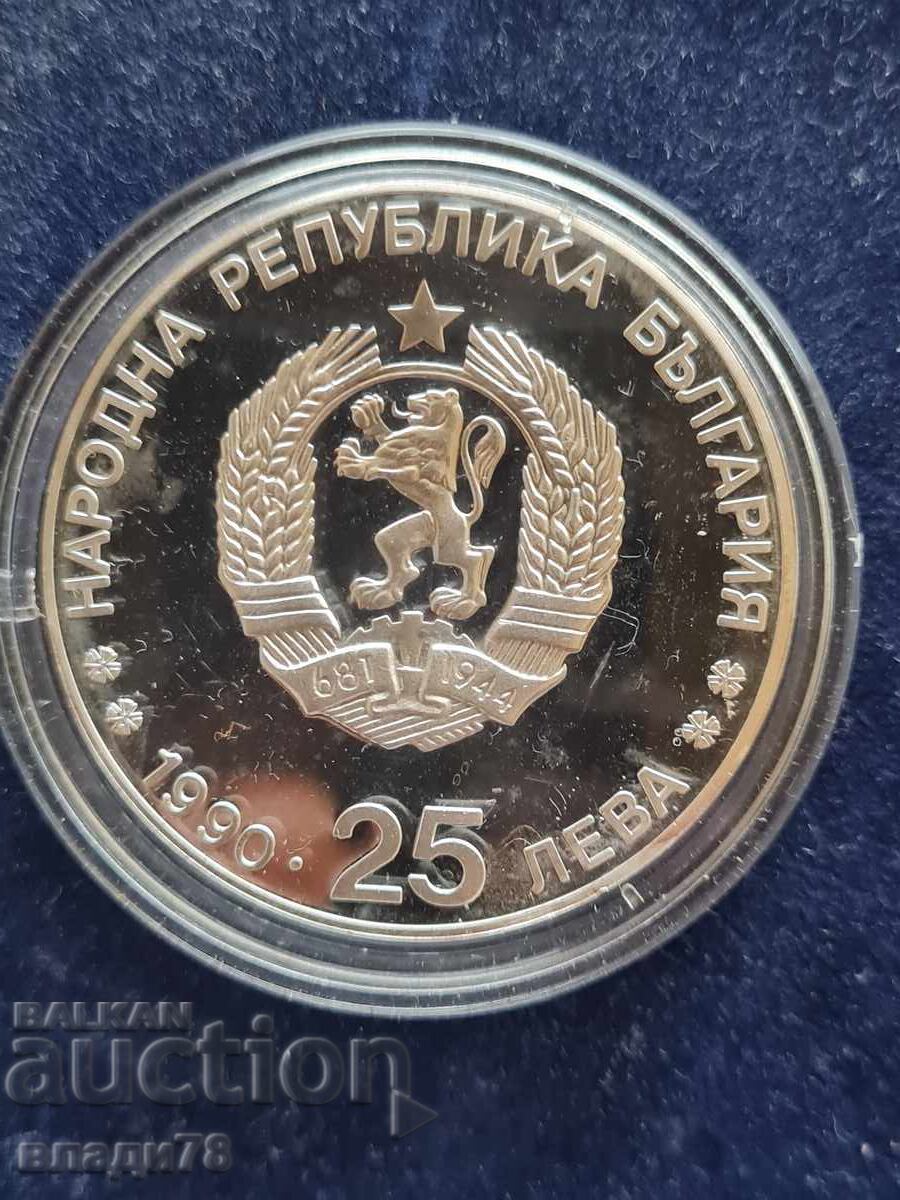 НАРОДНА РЕПУБЛИКА БЪЛГАРИЯ
681 1944
1990 · 25 ЛЕВА
BALKAN
auction
влади78